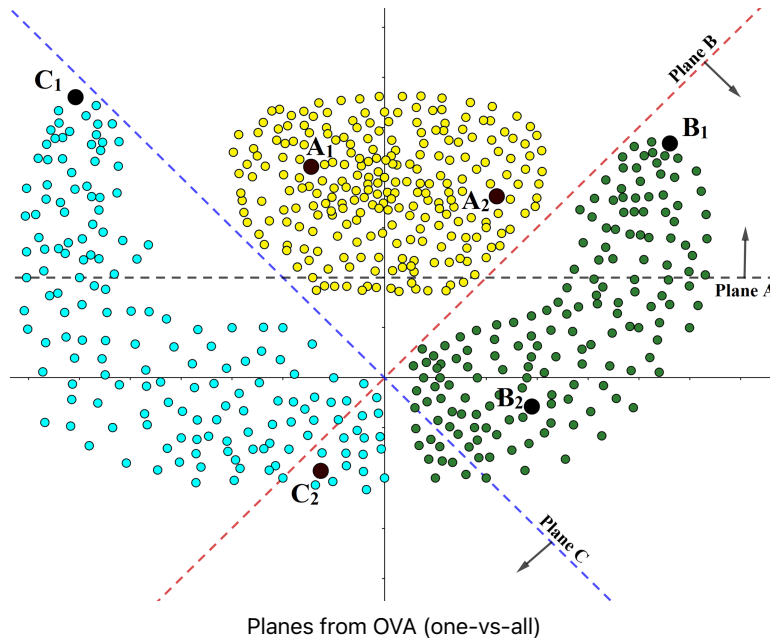 Plane B
C1
B1
A1
A2
Plane A
B2
C2
Plane C
Planes from OVA (one-vs-all)